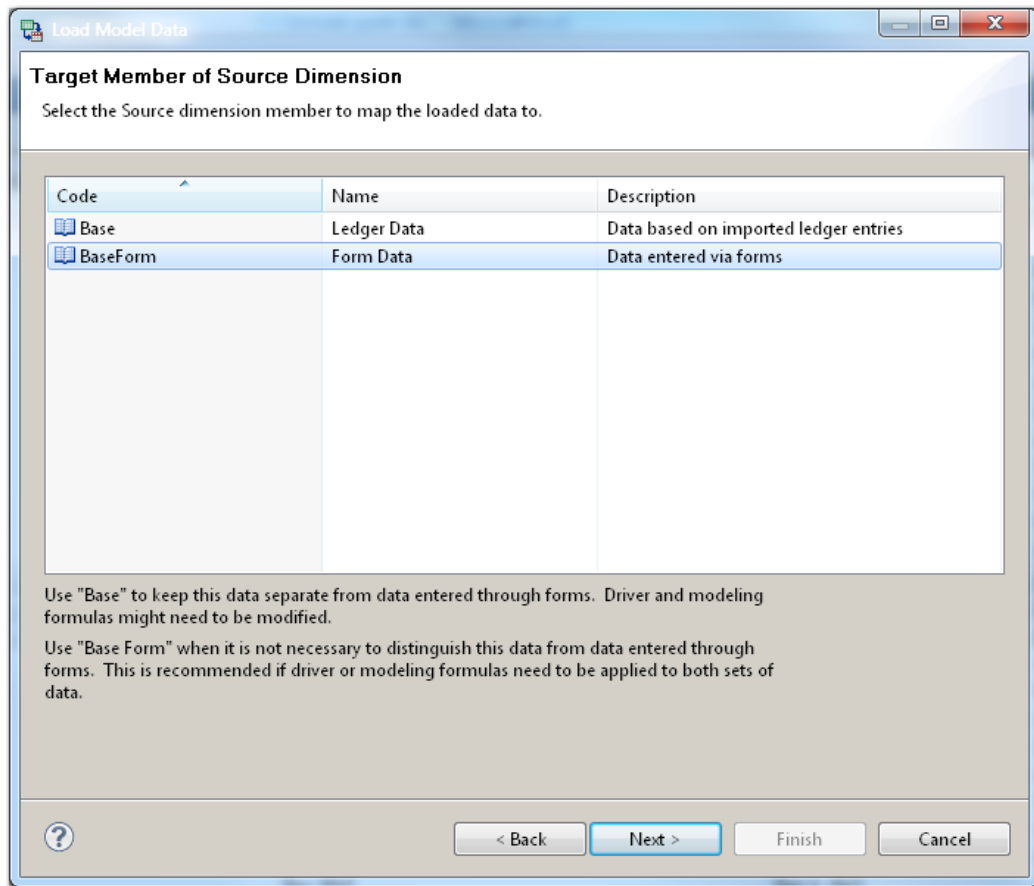 Load Model Data
Target Member of Source Dimension
Select the Source dimension member to map the loaded data to.
Code Name Description
Base Ledger Data Data based on imported ledger entries
BaseForm Form Data Data entered via forms
Use "Base" to keep this data separate from data entered through forms. Driver and modeling
formulas might need to be modified.
Use "Base Form" when it is not necessary to distinguish this data from data entered through
forms. This is recommended if driver or modeling formulas need to be applied to both sets of
data.
? < Back Next > Finish Cancel